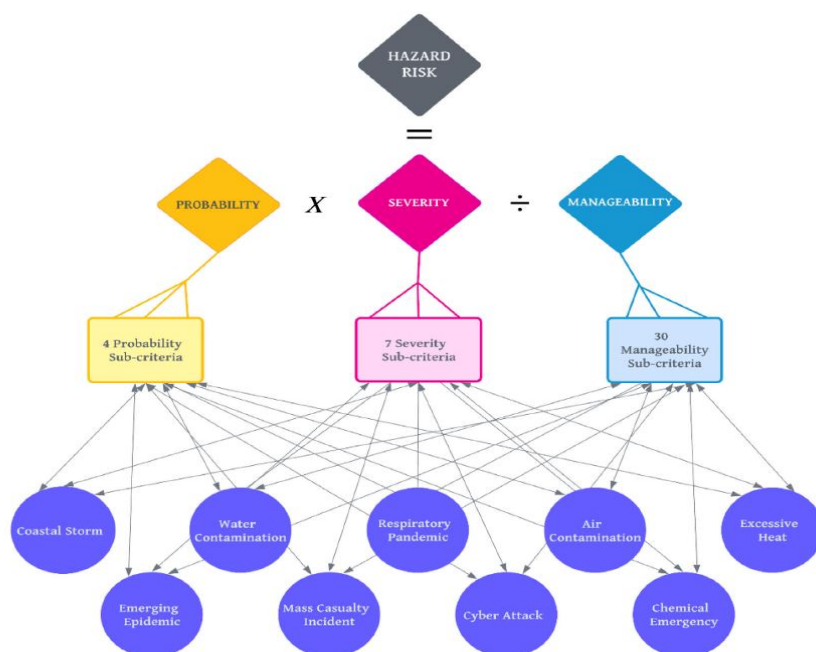 HAZARD
RISK
=
PROBABILITY X SEVERITY ÷ MANAGEABILITY
4 Probability
Sub-criteria
7 Severity
Sub-criteria
30
Manageability
Sub-criteria
Coastal Storm
Water
Contamination
Respiratory
Pandemic
Air
Contamination
Excessive
Heat
Emerging
Epidemic
Mass Casualty
Incident
Cyber Attack
Chemical
Emergency